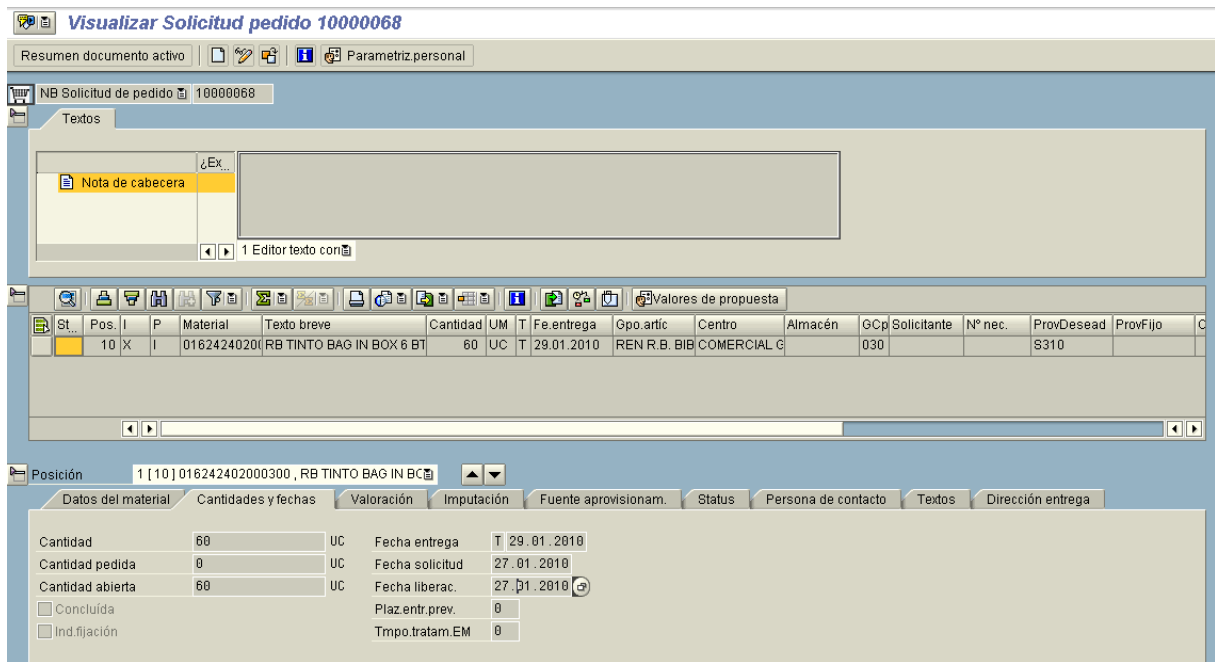 Visualizar Solicitud pedido 10000068
Resumen documento activo Parametriz.personal
NB Solicitud de pedido 10000068
Textos
¿Ex...
Nota de cabecera
1 Editor texto con
Valores de propuesta
St... Pos. I P Material Texto breve Cantidad UM T Fe.entrega Gpo.artíc Centro Almacén GCp Solicitante Nº nec. ProvDesead ProvFijo C
10 X I 0162424020 RB TINTO BAG IN BOX 6 BT 60 UC T 29.01.2010 REN R.B. BIB COMERCIAL G 030 S310
Posición 1 [ 10 ] 016242402000300 , RB TINTO BAG IN BO
Datos del material Cantidades y fechas Valoración Imputación Fuente aprovisionam. Status Persona de contacto Textos Dirección entrega
Cantidad 60 UC Fecha entrega T 29.01.2010
Cantidad pedida 0 UC Fecha solicitud 27.01.2010
Cantidad abierta 60 UC Fecha liberac. 27.01.2010
Concluída Plaz.entr.prev. 0
Ind.fijación Tmpo.tratam.EM 0